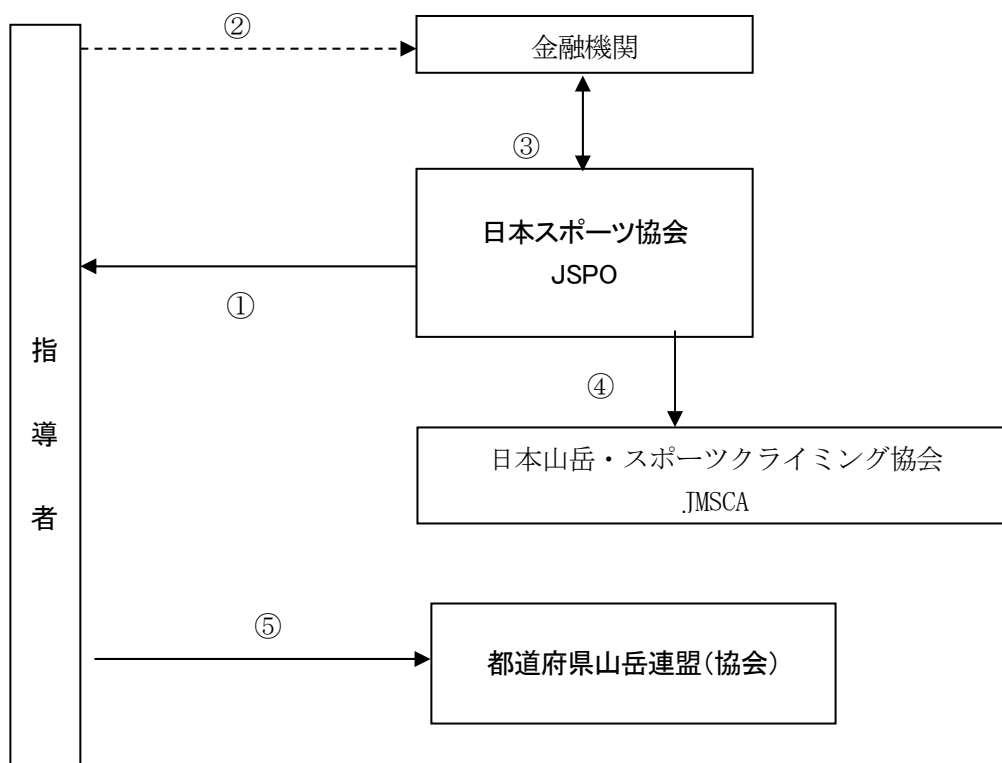 ②
金融機関
③
日本スポーツ協会
JSPO
①
指
導
者
④
日本山岳・スポーツクライミング協会
JMSCA
⑤
都道府県山岳連盟(協会)